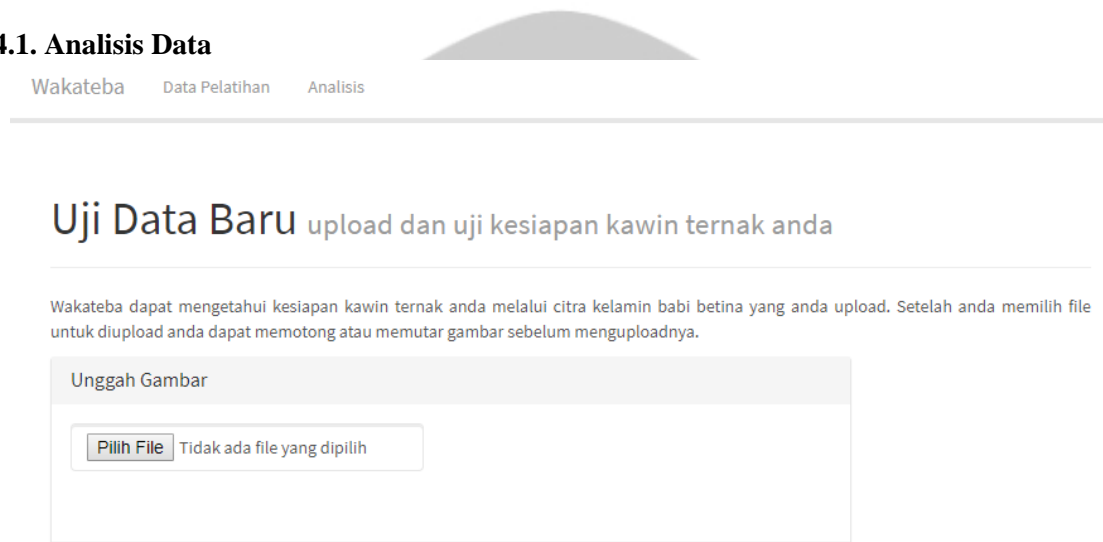 4.1. Analisis Data
Wakateba Data Pelatihan Analisis
Uji Data Baru upload dan uji kesiapan kawin ternak anda
Wakateba dapat mengetahui kesiapan kawin ternak anda melalui citra kelamin babi betina yang anda upload. Setelah anda memilih file
untuk diupload anda dapat memotong atau memutar gambar sebelum menguploadnya.
Unggah Gambar
Pilih File Tidak ada file yang dipilih